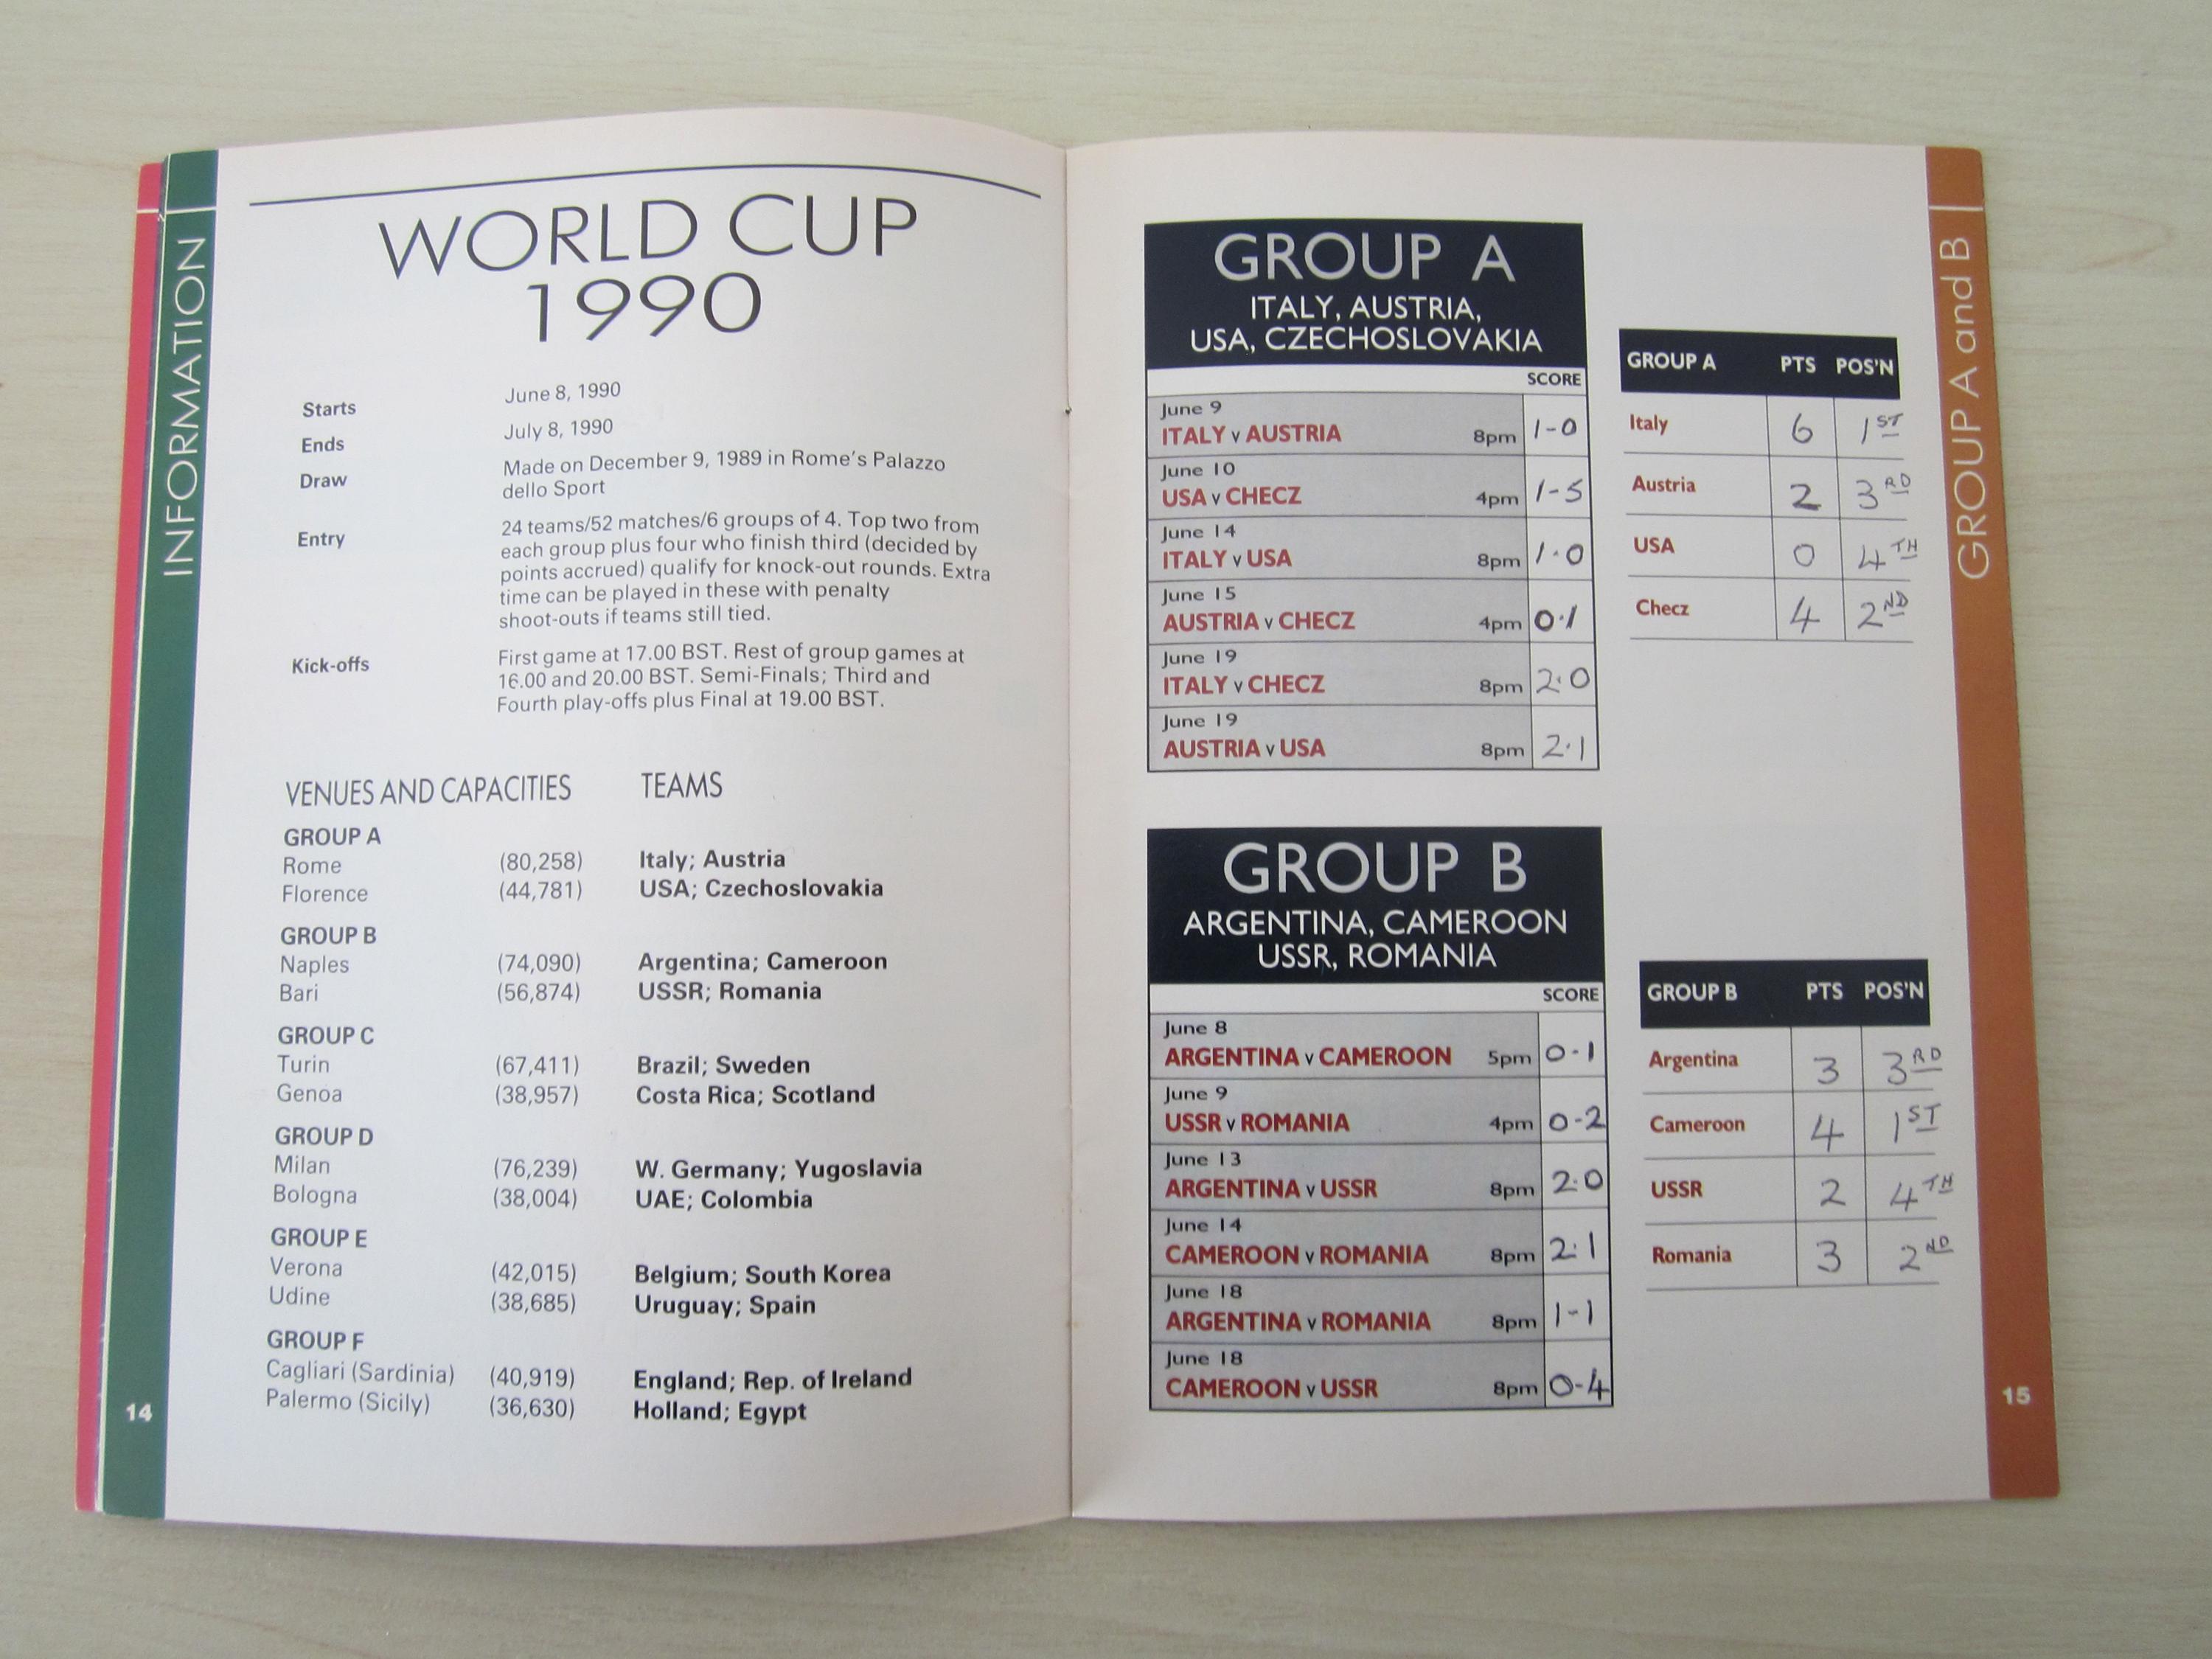 INFORMATION
WORLD CUP
1990
Starts June 8, 1990
Ends July 8, 1990
Draw Made on December 9, 1989 in Rome's Palazzo
dello Sport
Entry 24 teams/52 matches/6 groups of 4. Top two from
each group plus four who finish third (decided by
points accrued) qualify for knock-out rounds. Extra
time can be played in these with penalty
shoot-outs if teams still tied.
Kick-offs First game at 17.00 BST. Rest of group games at
16.00 and 20.00 BST. Semi-Finals; Third and
Fourth play-offs plus Final at 19.00 BST.
VENUES AND CAPACITIES TEAMS
GROUP A
Rome (80,258) Italy; Austria
Florence (44,781) USA; Czechoslovakia
GROUP B
Naples (74,090) Argentina; Cameroon
Bari (56,874) USSR; Romania
GROUP C
Turin (67,411) Brazil; Sweden
Genoa (38,957) Costa Rica; Scotland
GROUP D
Milan (76,239) W. Germany; Yugoslavia
Bologna (38,004) UAE; Colombia
GROUP E
Verona (42,015) Belgium; South Korea
Udine (38,685) Uruguay; Spain
GROUP F
Cagliari (Sardinia) (40,919) England; Rep. of Ireland
Palermo (Sicily) (36,630) Holland; Egypt
14
GROUP A
ITALY, AUSTRIA,
USA, CZECHOSLOVAKIA
SCORE
June 9
ITALY v AUSTRIA 8pm 1-0
June 10
USA v CHECZ 4pm 1-5
June 14
ITALY v USA 8pm 1·0
June 15
AUSTRIA v CHECZ 4pm 0·1
June 19
ITALY v CHECZ 8pm 2·0
June 19
AUSTRIA v USA 8pm 2·1
GROUP A PTS POS'N
Italy 6 1ST
Austria 2 3RD
USA 0 4TH
Checz 4 2ND
GROUP B
ARGENTINA, CAMEROON
USSR, ROMANIA
SCORE
June 8
ARGENTINA v CAMEROON 5pm 0-1
June 9
USSR v ROMANIA 4pm 0-2
June 13
ARGENTINA v USSR 8pm 2·0
June 14
CAMEROON v ROMANIA 8pm 2·1
June 18
ARGENTINA v ROMANIA 8pm 1-1
June 18
CAMEROON v USSR 8pm 0-4
GROUP B PTS POS'N
Argentina 3 3RD
Cameroon 4 1ST
USSR 2 4TH
Romania 3 2ND
GROUP A and B
15